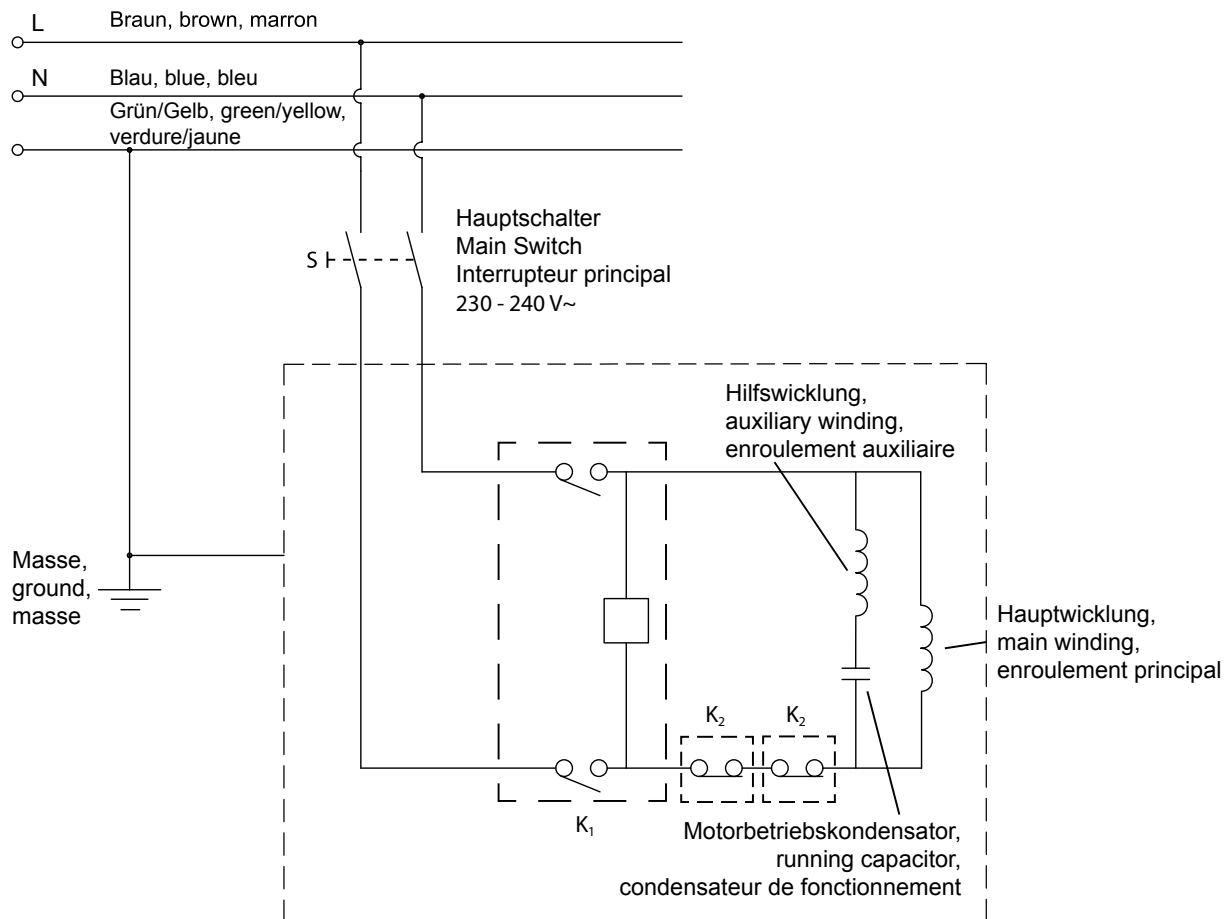 L
Braun, brown, marron
N
Blau, blue, bleu
Grün/Gelb, green/yellow,
verdure/jaune
Hauptschalter
Main Switch
Interrupteur principal
230 - 240 V~
S
Hilfswicklung,
auxiliary winding,
enroulement auxiliaire
Masse,
ground,
masse
Hauptwicklung,
main winding,
enroulement principal
K₂
K₂
K₁
Motorbetriebskondensator,
running capacitor,
condensateur de fonctionnement